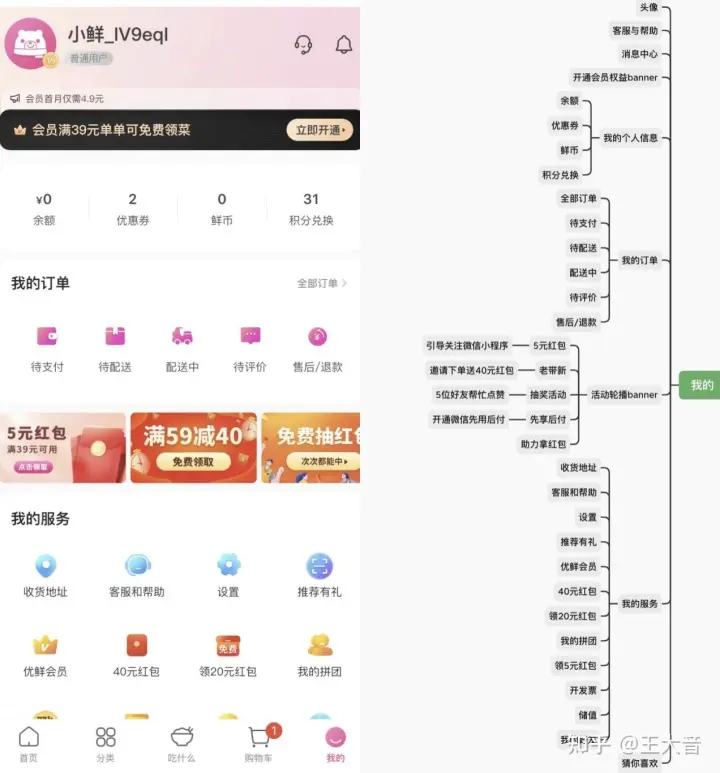 小鲜_IV9eql
普通用户
会员首月仅需4.9元
会员满39元单单可免费领菜
立即开通
¥0
2
0
31
余额
优惠券
鲜币
积分兑换
我的订单
全部订单
待支付
待配送
配送中
待评价
售后/退款
5元红包
满39元可用
点击领取
满59减40
免费领取
免费抽红
次次都能中
我的服务
收货地址
客服和帮助
设置
推荐有礼
免费
优鲜会员
40元红包
领20元红包
我的拼团
1
首页
分类
吃什么
购物车
我的
头像
客服与帮助
消息中心
开通会员权益banner
余额
优惠券
鲜币
积分兑换
我的个人信息
全部订单
待支付
待配送
配送中
待评价
售后/退款
我的订单
引导关注微信小程序
5元红包
邀请下单送40元红包
老带新
5位好友帮忙点赞
抽奖活动
开通微信先用后付
先享后付
助力拿红包
活动轮播banner
我的
收货地址
客服和帮助
设置
推荐有礼
优鲜会员
40元红包
领20元红包
我的拼团
领5元红包
开发票
储值
我的服务
猜你喜欢
知乎 @王大音